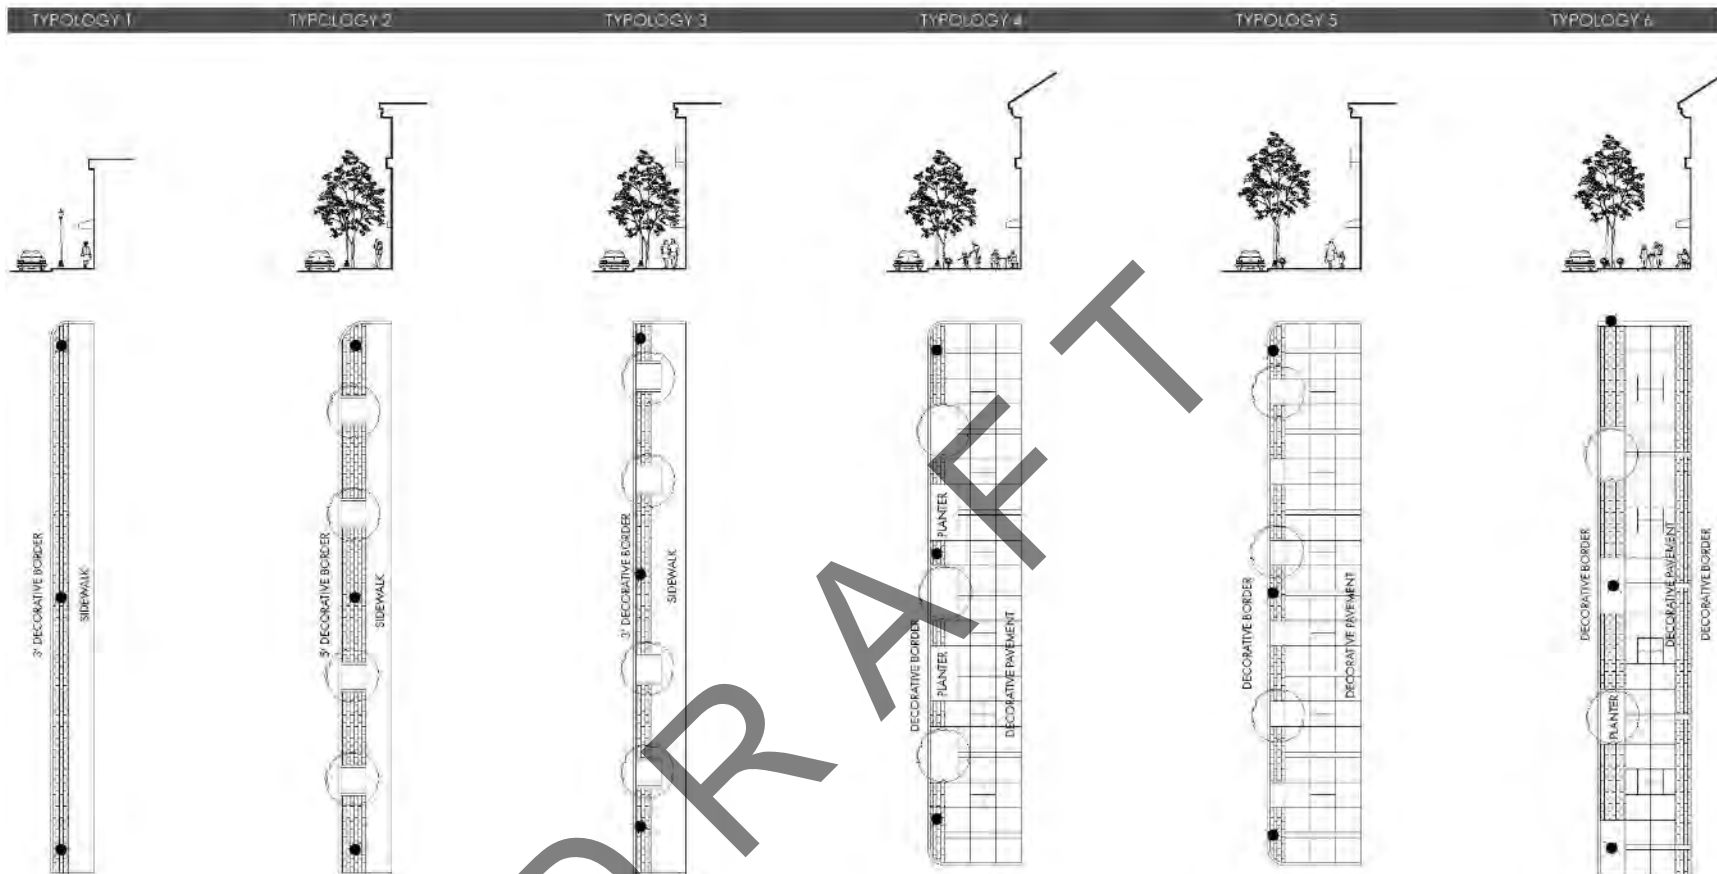 TYPOLOGY 1
TYPOLOGY 2
TYPOLOGY 3
TYPOLOGY 4
TYPOLOGY 5
TYPOLOGY 6
3' DECORATIVE BORDER
SIDEWALK
5' DECORATIVE BORDER
SIDEWALK
3' DECORATIVE BORDER
SIDEWALK
DECORATIVE BORDER
PLANTER
PLANTER
DECORATIVE PAVEMENT
DECORATIVE BORDER
DECORATIVE PAVEMENT
DECORATIVE BORDER
PLANTER
DECORATIVE PAVEMENT
DECORATIVE BORDER
DRAFT